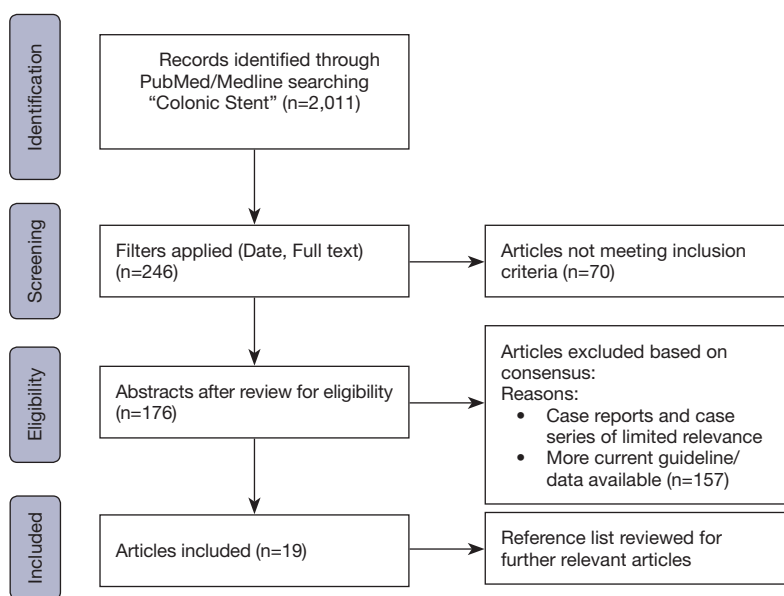 Identification
Records identified through
PubMed/Medline searching
“Colonic Stent” (n=2,011)
Screening
Filters applied (Date, Full text)
(n=246)
Articles not meeting inclusion
criteria (n=70)
Eligibility
Abstracts after review for eligibility
(n=176)
Articles excluded based on
consensus:
Reasons:
• Case reports and case
series of limited relevance
• More current guideline/
data available (n=157)
Included
Articles included (n=19)
Reference list reviewed for
further relevant articles